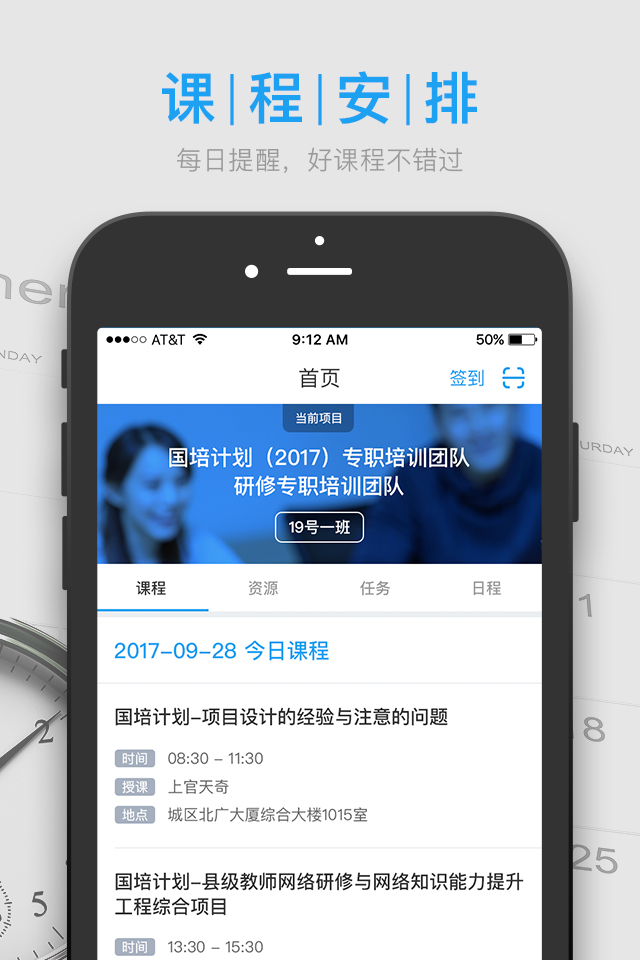 课|程|安|排
每日提醒，好课程不错过
NDAY
AT&T 9:12 AM 50%
首页 签到
当前项目
国培计划（2017）专职培训团队
研修专职培训团队
19号一班
URDAY
课程 资源 任务 日程
2017-09-28 今日课程
国培计划-项目设计的经验与注意的问题
时间 08:30 - 11:30
授课 上官天奇
地点 城区北广大厦综合大楼1015室
国培计划-县级教师网络研修与网络知识能力提升
工程综合项目
时间 13:30 - 15:30
1
18
25
2
5